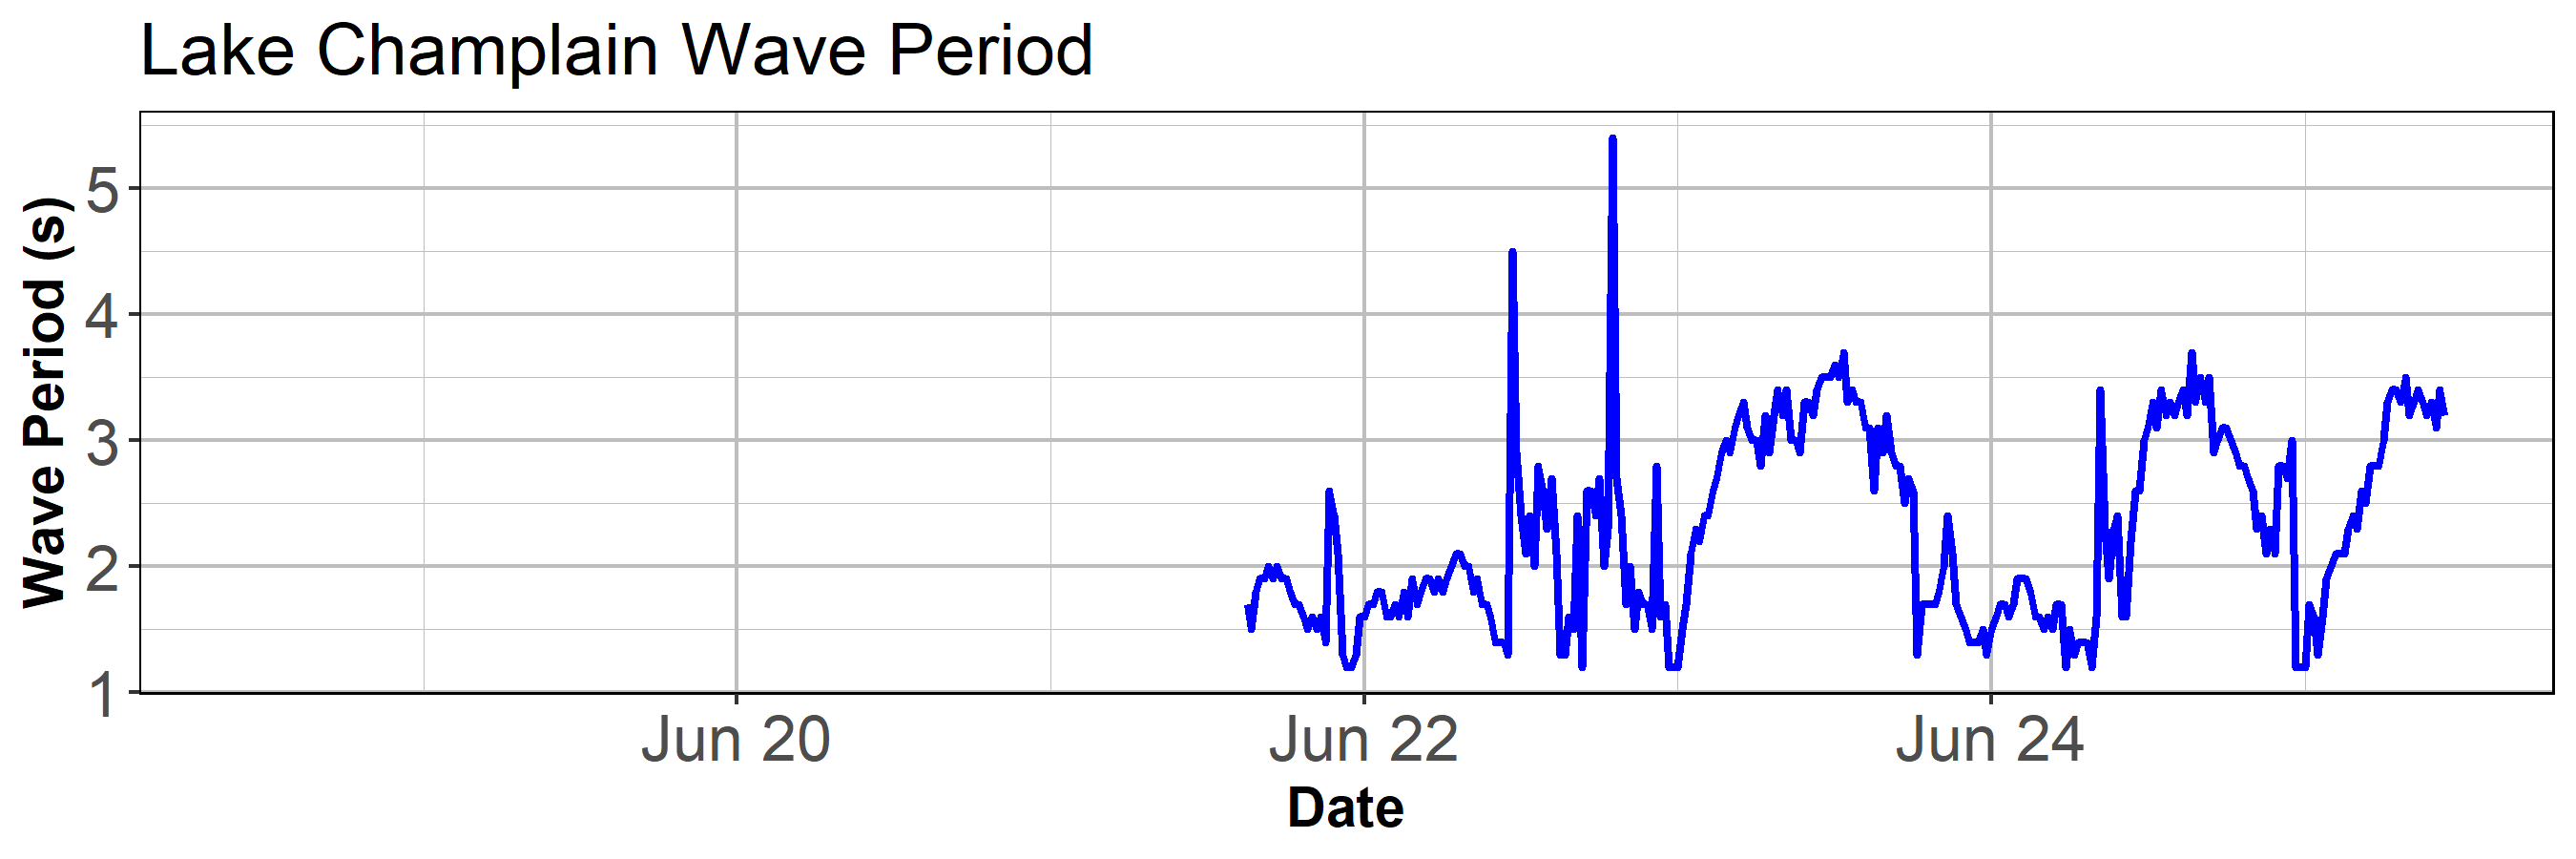 Lake Champlain Wave Period
Wave Period (s)
5
4
3
2
1
Jun 20
Jun 22
Jun 24
Date